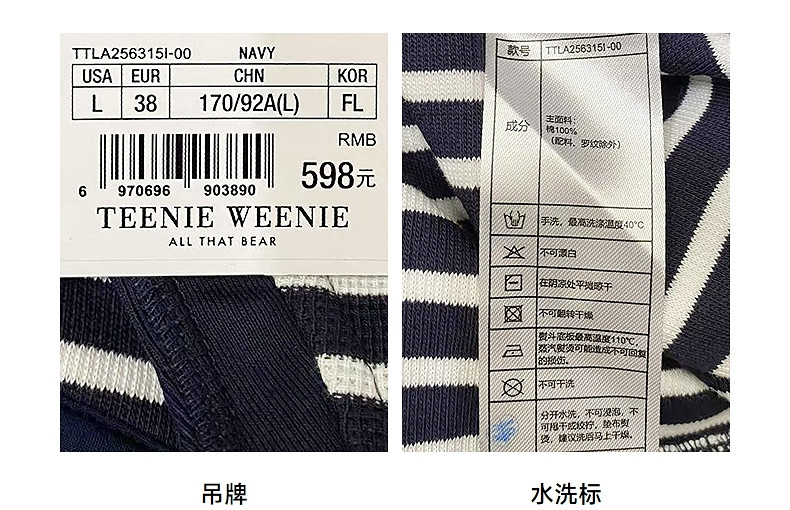 TTLA256315I-00 NAVY
USA EUR CHN KOR
L 38 170/92A(L) FL
RMB
598元
6 970696 903890
TEENIE WEENIE
ALL THAT BEAR
款号 TTLA256315I-00
成分
主面料:
棉100%
(配料、罗纹除外)
手洗，最高洗涤温度40°C
不可漂白
在阴凉处平摊晾干
不可翻转干燥
熨斗底板最高温度110℃,
蒸汽熨烫可能造成不可回复
的损伤。
不可干洗
分开水洗，不可浸泡，不
可甩干或绞拧，垫布熨
烫，建议洗后马上干燥。
吊牌
水洗标